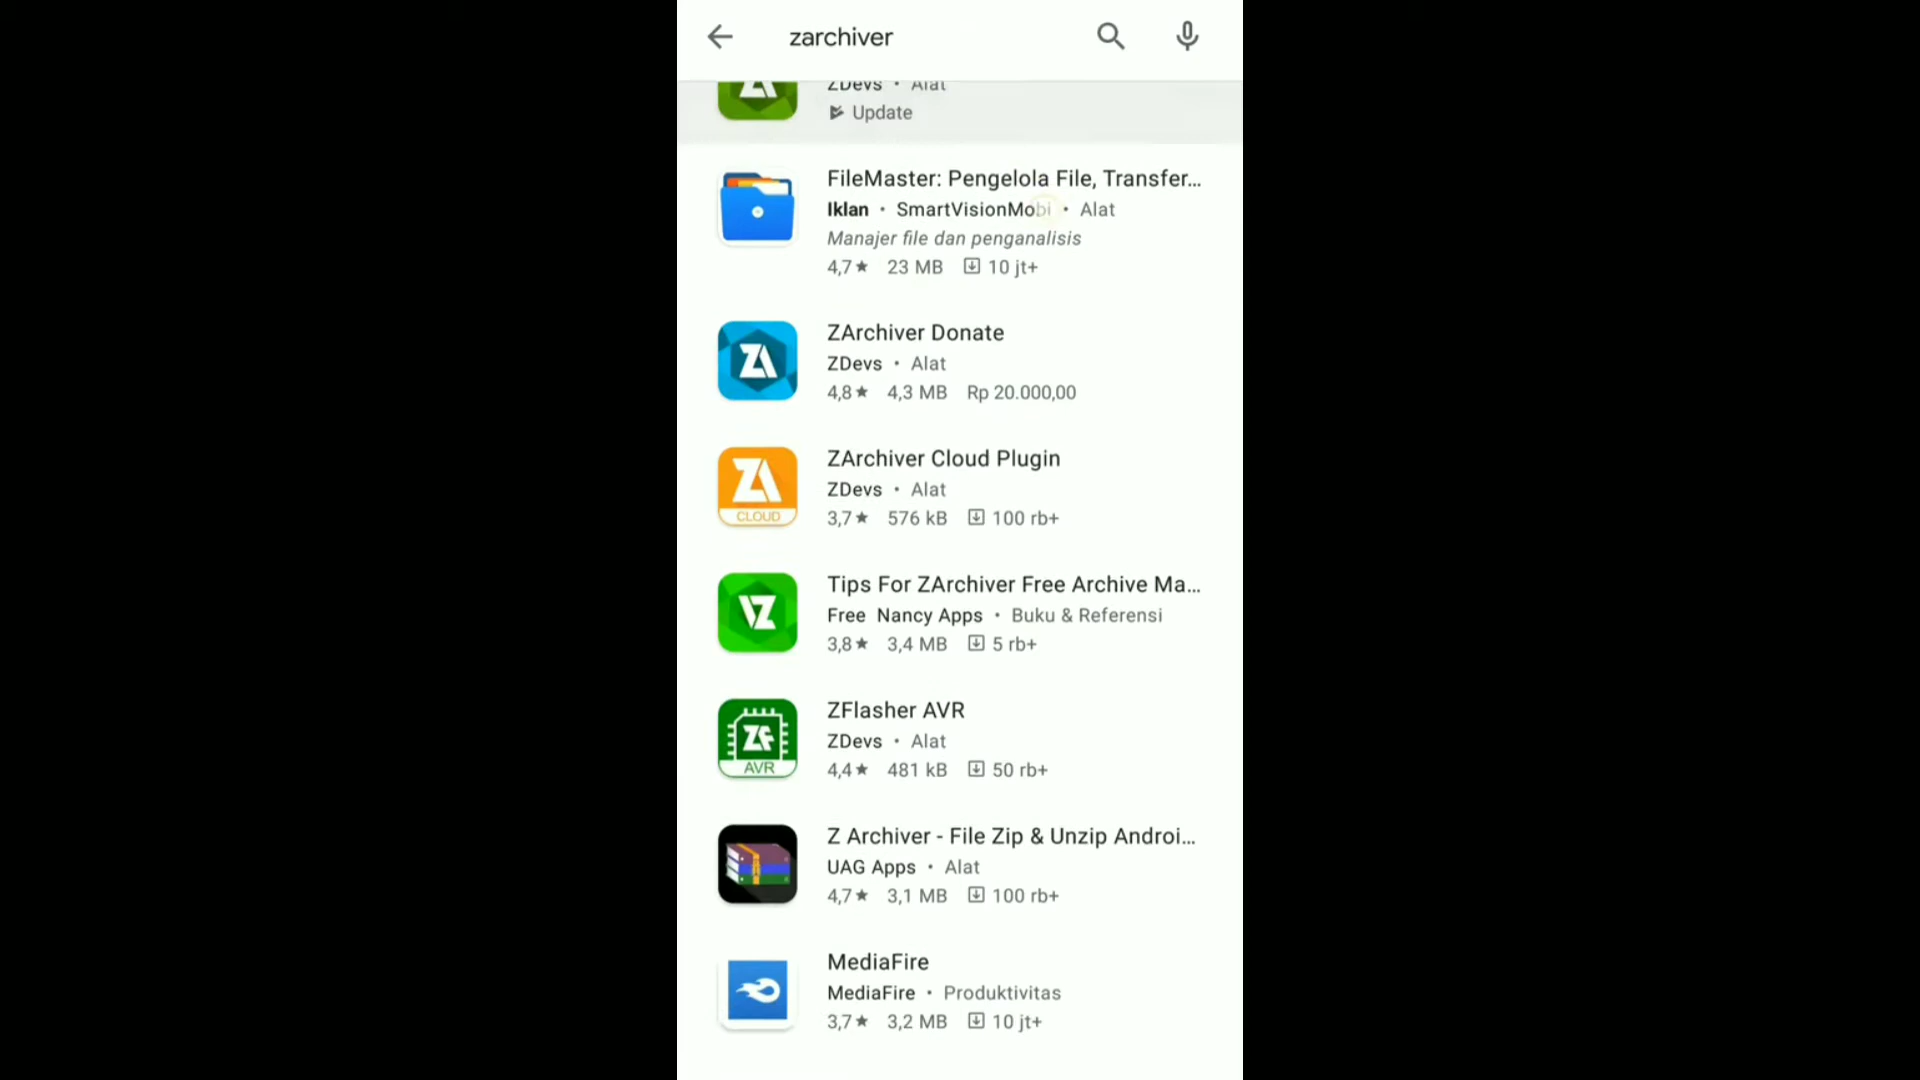 zarchiver
ZDevs • Alat
Update
FileMaster: Pengelola File, Transfer...
Iklan • SmartVisionMobi • Alat
Manajer file dan penganalisis
4,7★ 23 MB 10 jt+
ZArchiver Donate
ZDevs • Alat
4,8★ 4,3 MB Rp 20.000,00
ZArchiver Cloud Plugin
ZDevs • Alat
CLOUD
3,7★ 576 kB 100 rb+
Tips For ZArchiver Free Archive Ma...
Free Nancy Apps • Buku & Referensi
3,8★ 3,4 MB 5 rb+
ZFlasher AVR
ZDevs • Alat
AVR
4,4★ 481 kB 50 rb+
Z Archiver - File Zip & Unzip Androi...
UAG Apps • Alat
4,7★ 3,1 MB 100 rb+
MediaFire
MediaFire • Produktivitas
3,7★ 3,2 MB 10 jt+